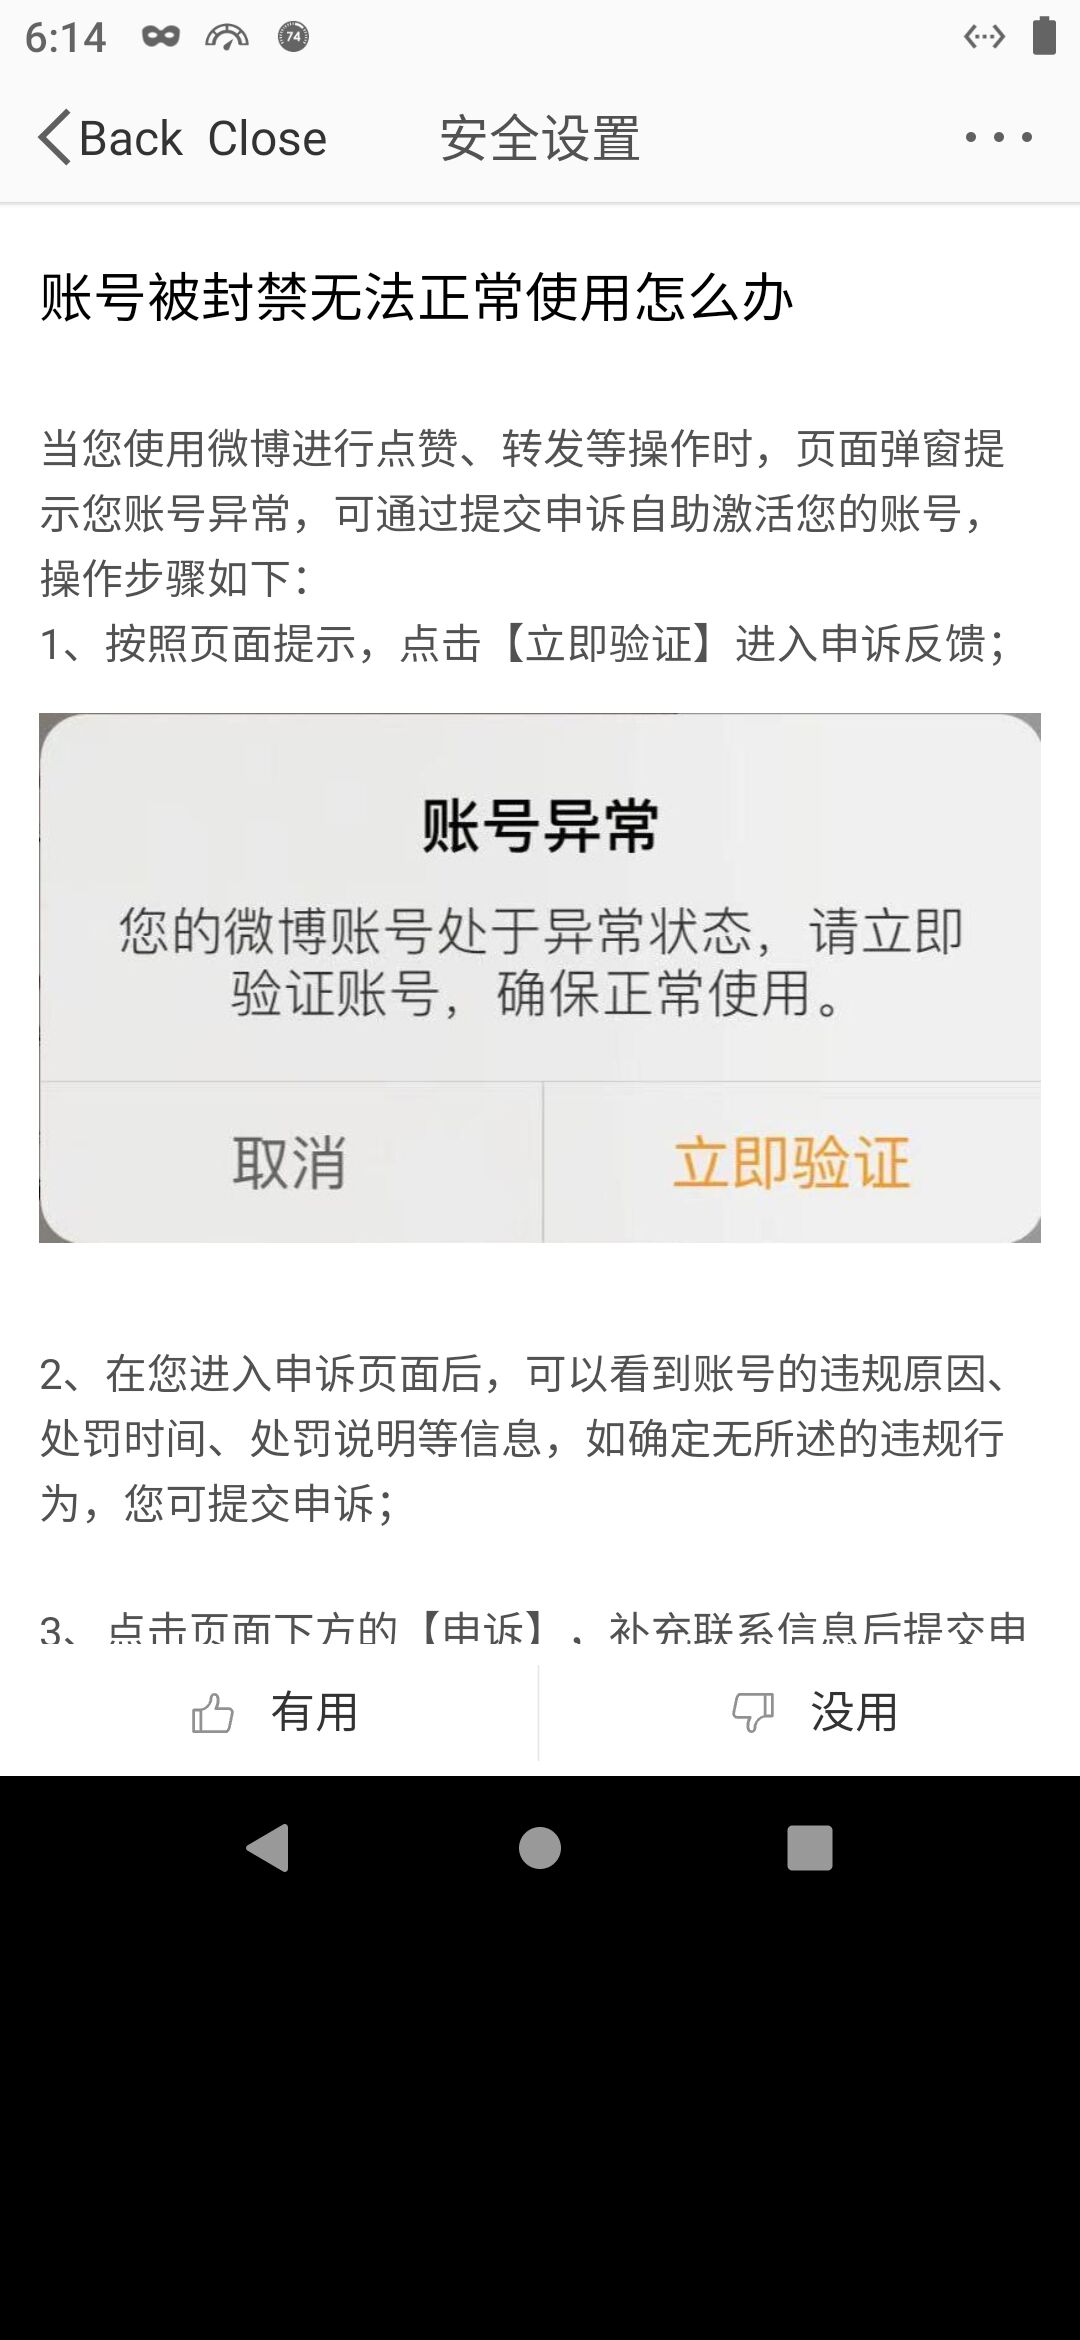 6:14
74
Back Close 安全设置
账号被封禁无法正常使用怎么办
当您使用微博进行点赞、转发等操作时，页面弹窗提
示您账号异常，可通过提交申诉自助激活您的账号，
操作步骤如下：
1、按照页面提示，点击【立即验证】进入申诉反馈；
账号异常
您的微博账号处于异常状态，请立即
验证账号，确保正常使用。
取消 立即验证
2、在您进入申诉页面后，可以看到账号的违规原因、
处罚时间、处罚说明等信息，如确定无所述的违规行
为，您可提交申诉；
3、点击页面下方的【申诉】，补充联系信息后提交申
有用 没用